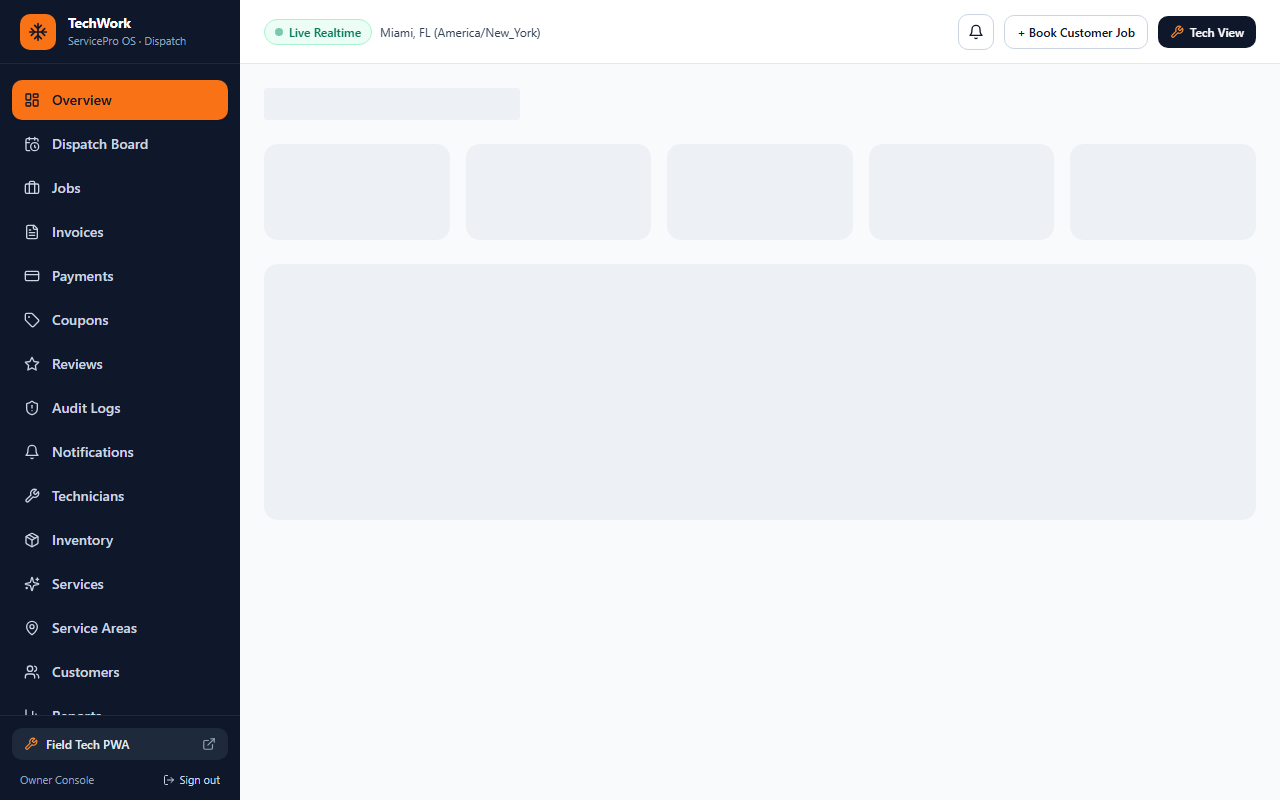 TechWork
ServicePro OS · Dispatch
Live Realtime
Miami, FL (America/New_York)
+ Book Customer Job
Tech View
Overview
Dispatch Board
Jobs
Invoices
Payments
Coupons
Reviews
Audit Logs
Notifications
Technicians
Inventory
Services
Service Areas
Customers
Reports
Field Tech PWA
Owner Console
Sign out